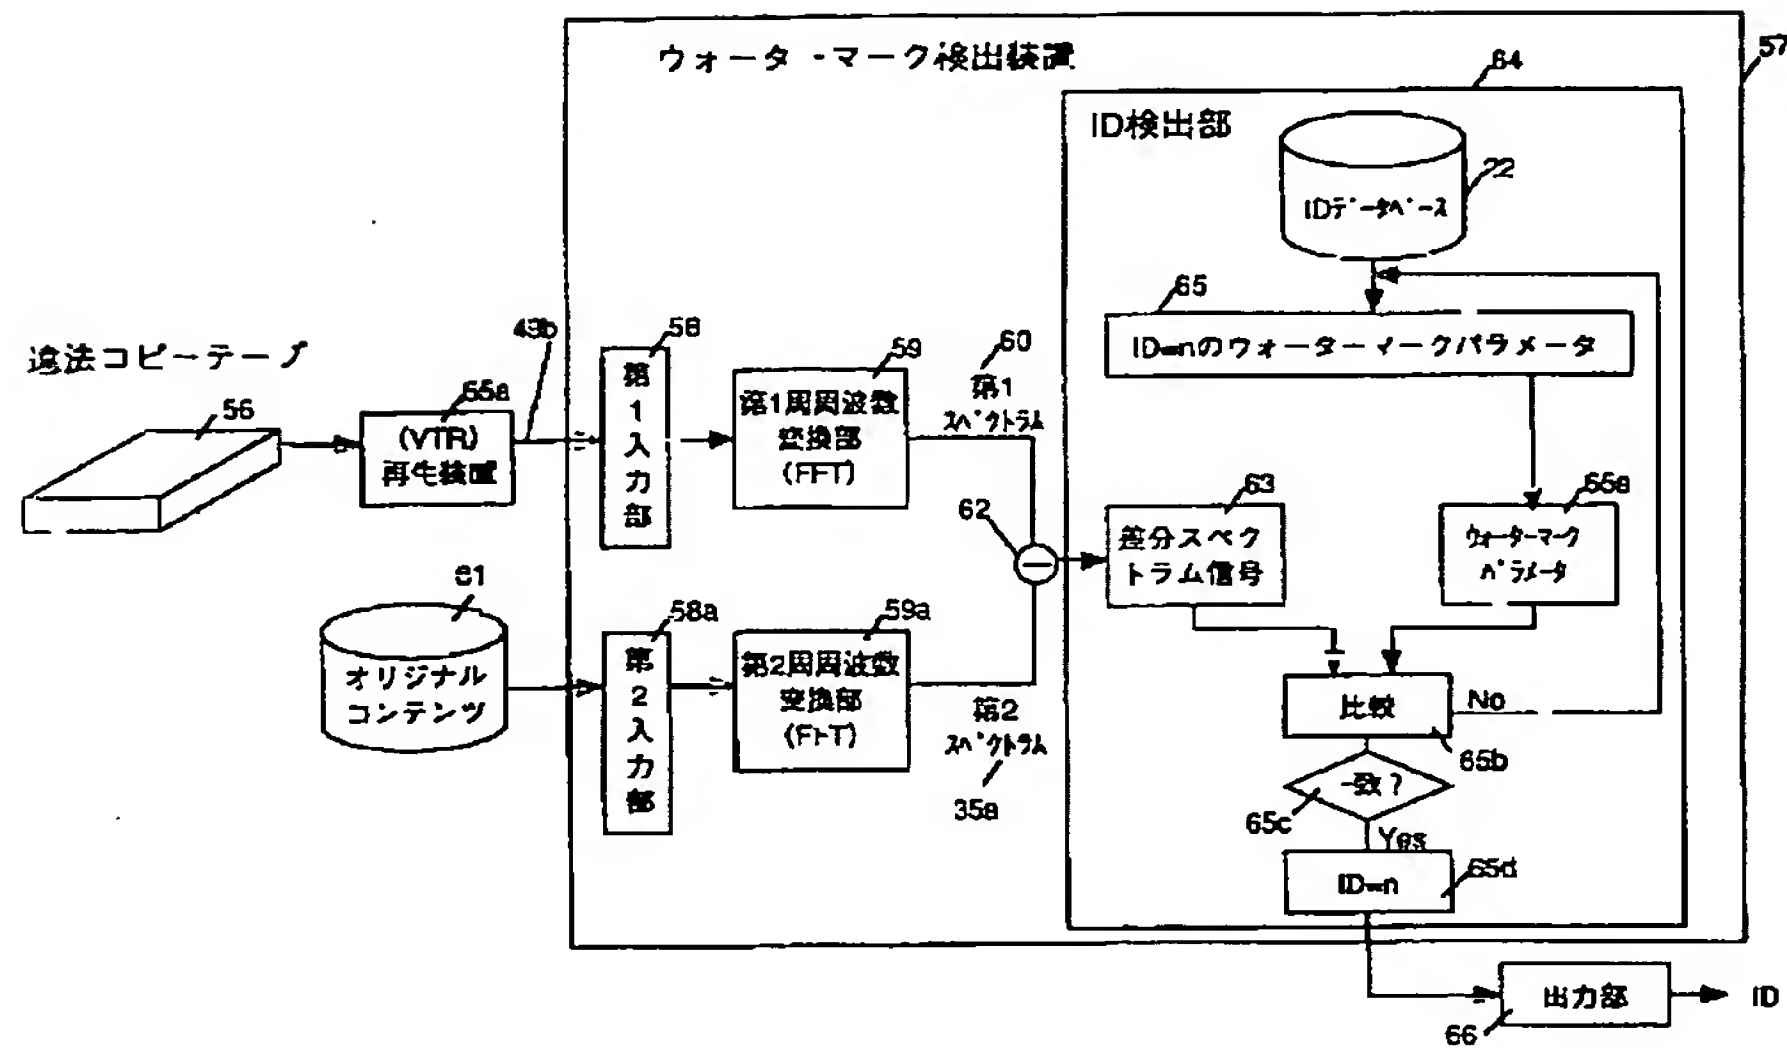 ウォーターマーク検出装置
57
64
ID検出部
22
IDデータベース
65
ID=nのウォーターマークパラメータ
違法コピーテープ
56
55a
(VTR)
再生装置
49b
58
第1入力部
59
第1周周波数
変換部
(FFT)
60
第1
スペクトラム
62
63
差分スペク
トラム信号
65a
ウォーターマーク
パラメータ
61
オリジナル
コンテンツ
58a
第2入力部
59a
第2周周波数
変換部
(FFT)
第2
スペクトラム
35a
比較
No
65b
一致?
65c
Yes
ID=n
65d
出力部
66
ID